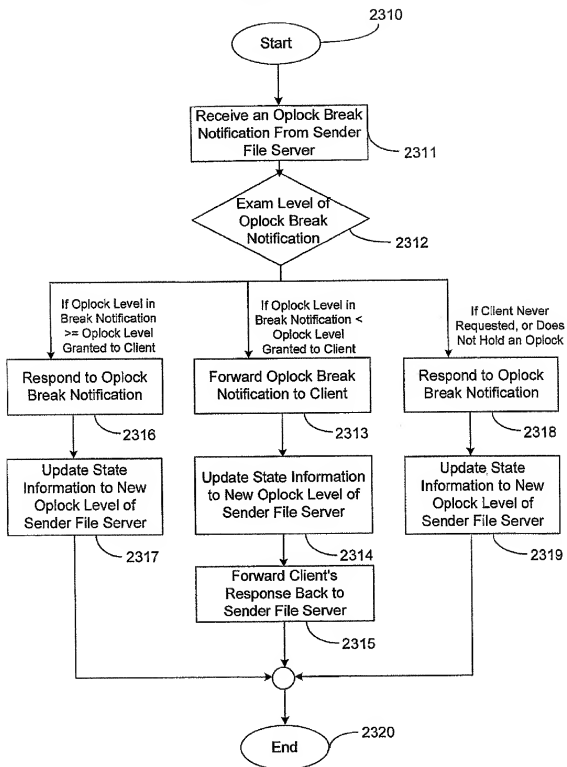 2310
Start
Receive an Oplock Break
Notification From Sender
File Server
2311
Exam Level of
Oplock Break
Notification
2312
If Oplock Level in
Break Notification
>= Oplock Level
Granted to Client
If Oplock Level in
Break Notification <
Oplock Level
Granted to Client
If Client Never
Requested, or Does
Not Hold an Oplock
Respond to Oplock
Break Notification
2316
Forward Oplock Break
Notification to Client
2313
Respond to Oplock
Break Notification
2318
Update State
Information to New
Oplock Level of
Sender File Server
2317
Update State Information
to New Oplock Level of
Sender File Server
2314
Update State
Information to New
Oplock Level of
Sender File Server
2319
Forward Client's
Response Back to
Sender File Server
2315
2320
End